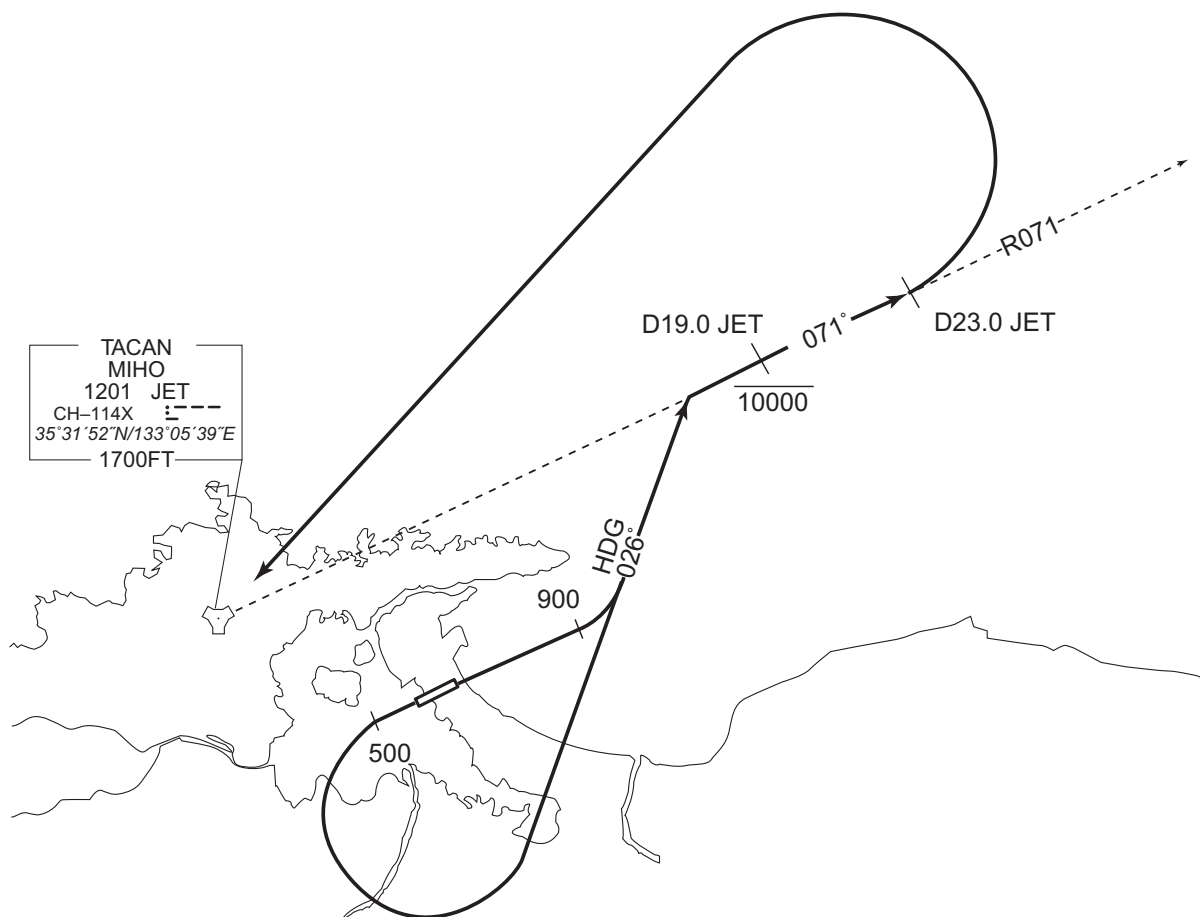 R071
D19.0 JET
071°
D23.0 JET
10000
TACAN
MIHO
1201 JET
CH–114X
35°31´52˝N/133°05´39˝E
1700FT
HDG
026°
900
500